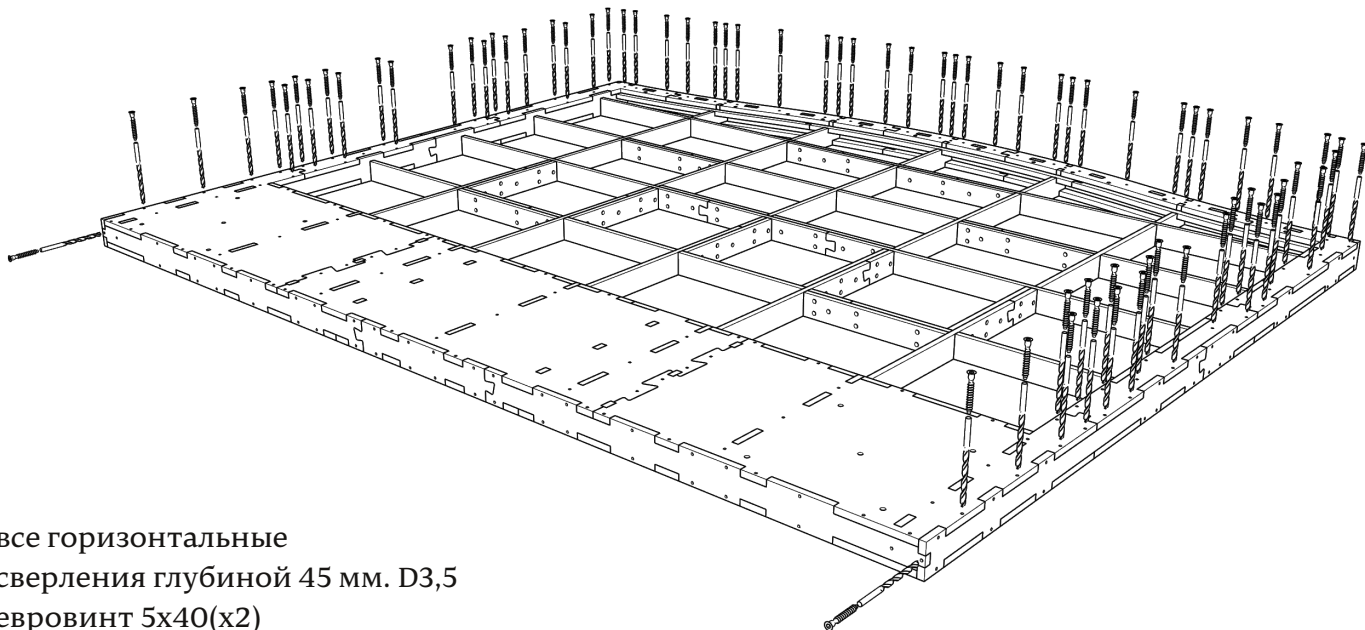 все горизонтальные
сверления глубиной 45 мм. D3,5
евровинт 5х40(х2)